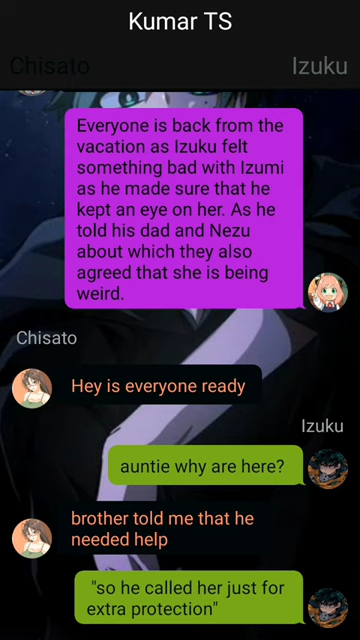 Kumar TS
Chisato
Izuku
Everyone is back from the
vacation as Izuku felt
something bad with Izumi
as he made sure that he
kept an eye on her. As he
told his dad and Nezu
about which they also
agreed that she is being
weird.
Chisato
Hey is everyone ready
Izuku
auntie why are here?
brother told me that he
needed help
"so he called her just for
extra protection"